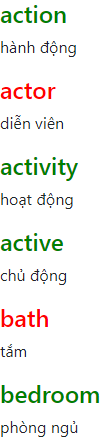 action
hành động
actor
diễn viên
activity
hoạt động
active
chủ động
bath
tắm
bedroom
phòng ngủ